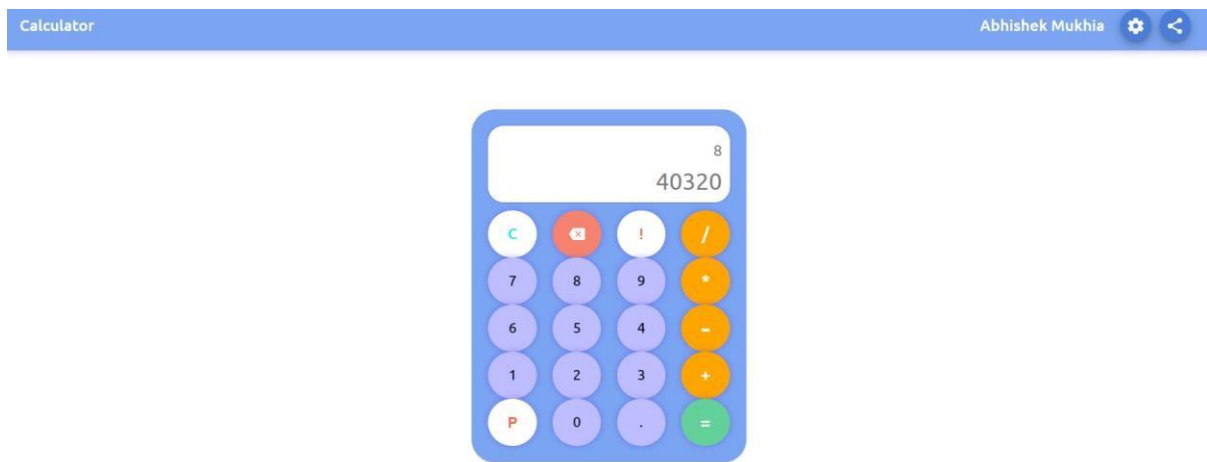 Calculator Abhishek Mukhia
8
40320
C ! /
7 8 9 *
6 5 4 -
1 2 3 +
P 0 . =